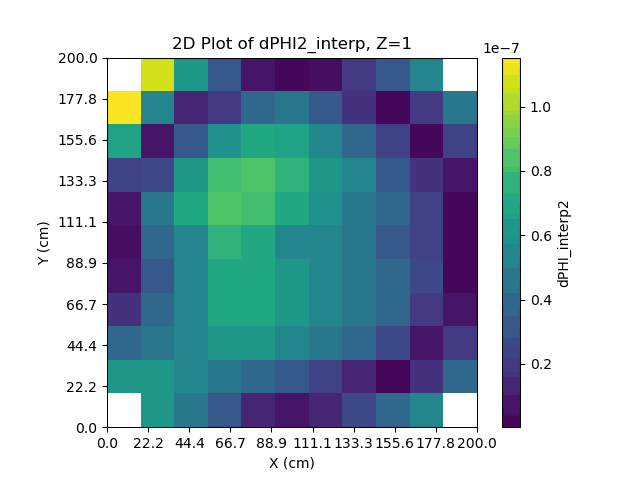 2D Plot of dPHI2_interp, Z=1
1e−7
200.0
177.8
155.6
133.3
111.1
88.9
66.7
44.4
22.2
0.0
Y (cm)
0.0 22.2 44.4 66.7 88.9 111.1 133.3 155.6 177.8 200.0
X (cm)
1.0
0.8
0.6
0.4
0.2
dPHI_interp2